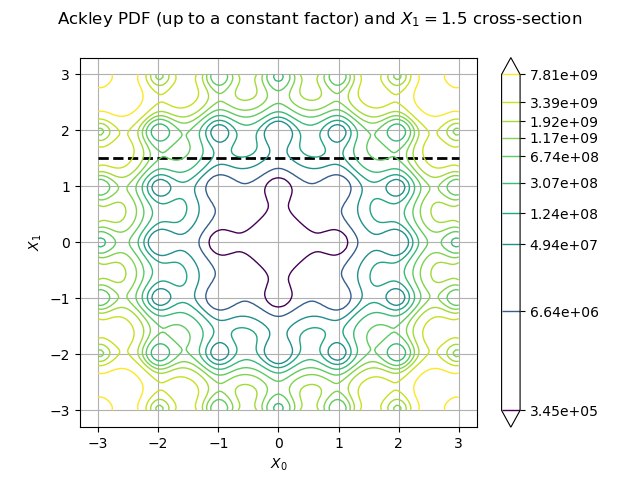 Ackley PDF (up to a constant factor) and X₁ = 1.5 cross-section
3
2
1
0
−1
−2
−3
X₁
−3
−2
−1
0
1
2
3
X₀
7.81e+09
3.39e+09
1.92e+09
1.17e+09
6.74e+08
3.07e+08
1.24e+08
4.94e+07
6.64e+06
3.45e+05